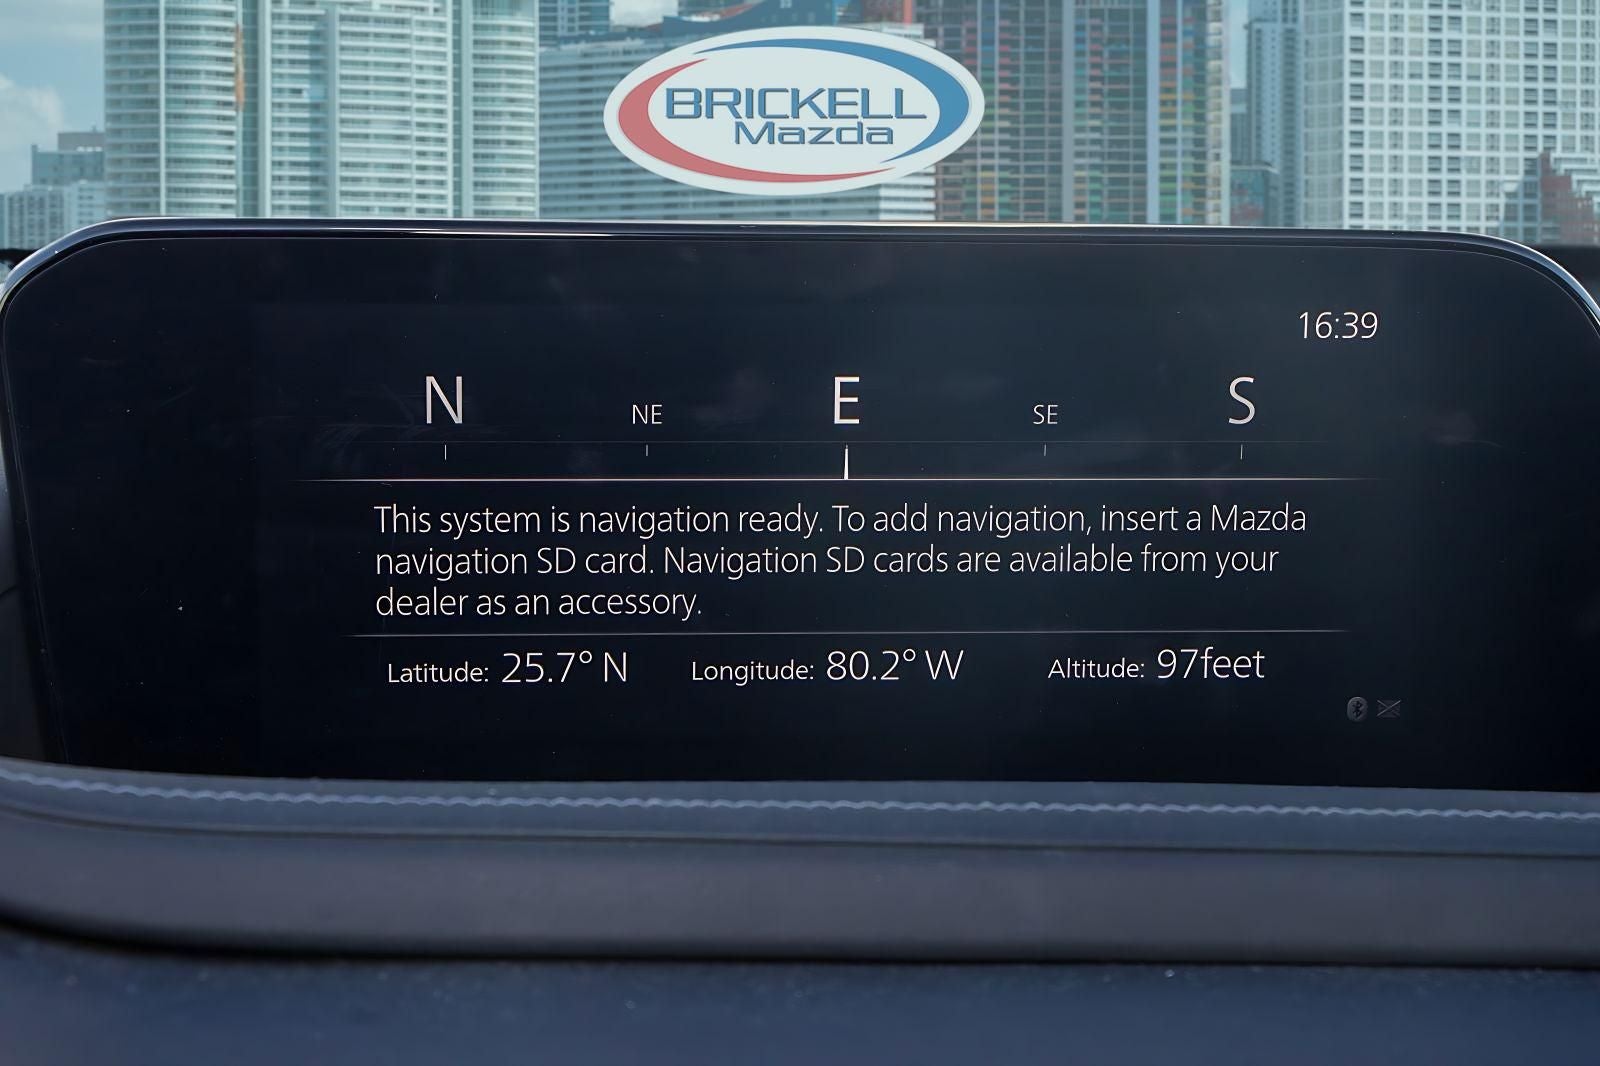 BRICKELL
Mazda
16:39
N NE E SE S
This system is navigation ready. To add navigation, insert a Mazda
navigation SD card. Navigation SD cards are available from your
dealer as an accessory.
Latitude: 25.7° N Longitude: 80.2° W Altitude: 97feet